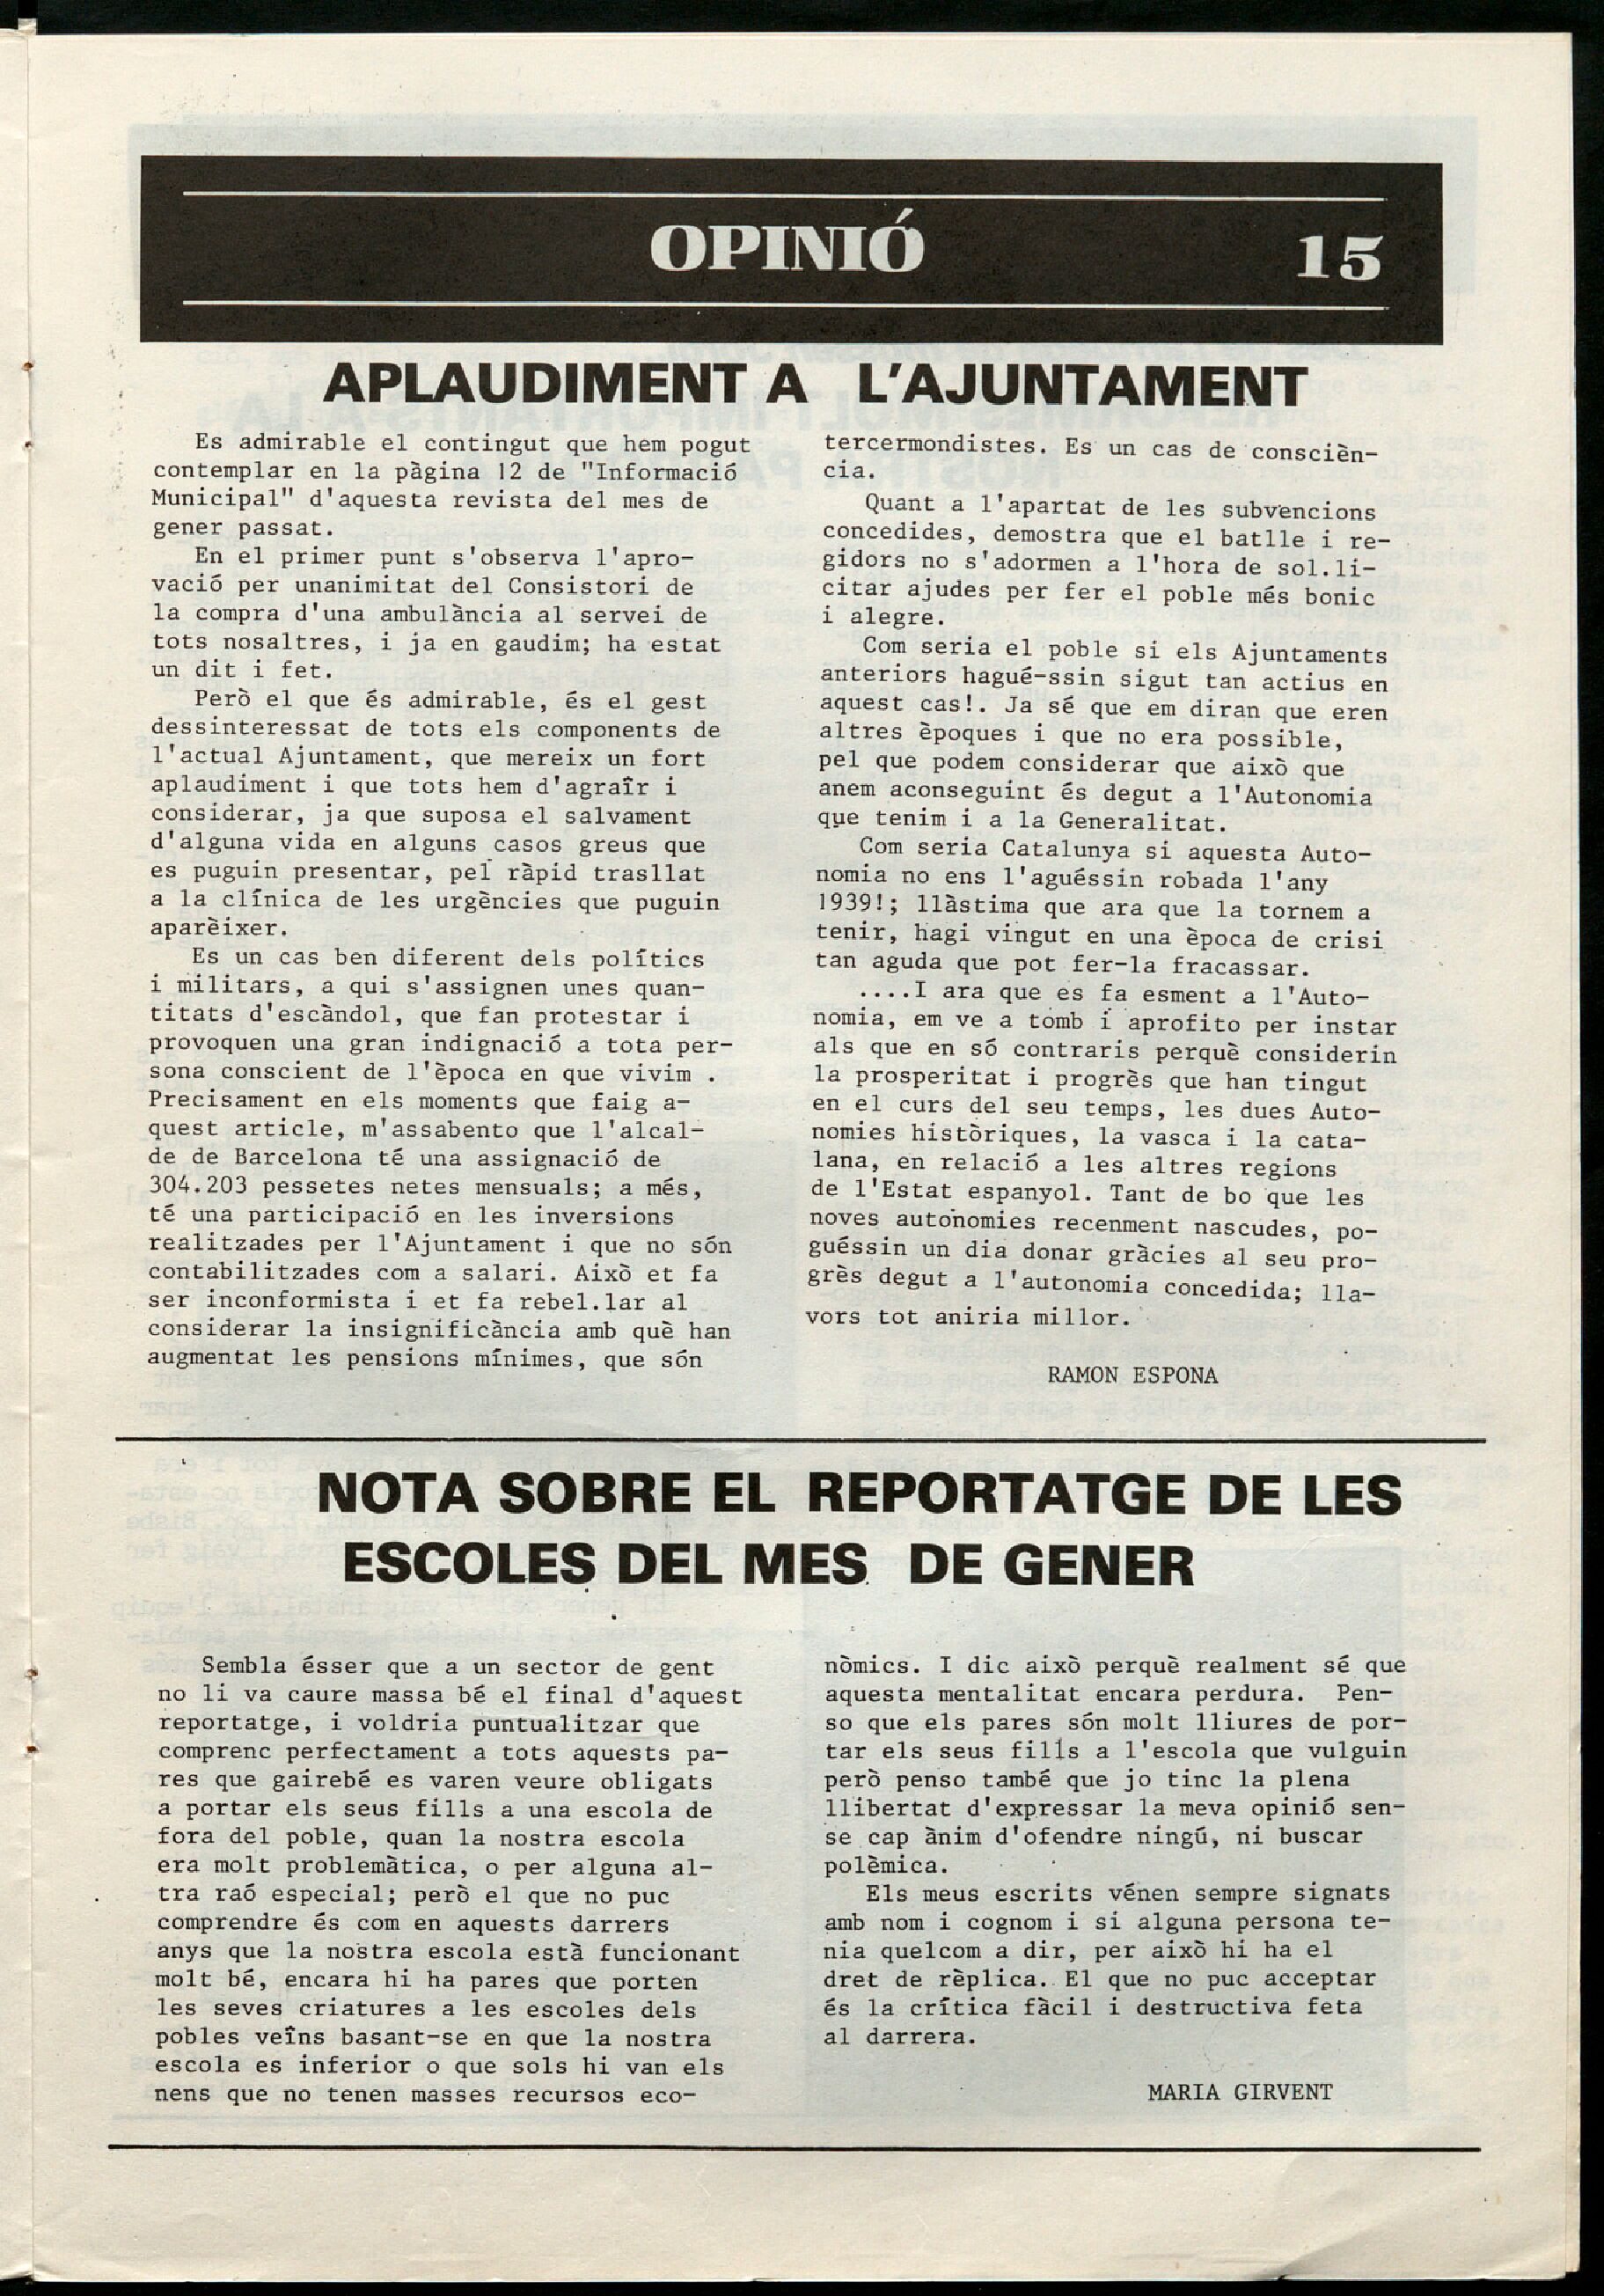 OPINIÓ
15
APLAUDIMENT A L'AJUNTAMENT
Es admirable el contingut que hem pogut
contemplar en la pàgina 12 de "Informació
Municipal" d'aquesta revista del mes de
gener passat.
En el primer punt s'observa l'apro-
vació per unanimitat del Consistori de
la compra d'una ambulància al servei de
tots nosaltres, i ja en gaudim; ha estat
un dit i fet.
Però el que és admirable, és el gest
dessinteressat de tots els components de
l'actual Ajuntament, que mereix un fort
aplaudiment i que tots hem d'agraîr i
considerar, ja que suposa el salvament
d'alguna vida en alguns casos greus que
es puguin presentar, pel ràpid trasllat
a la clínica de les urgències que puguin
aparèixer.
Es un cas ben diferent dels polítics
i militars, a qui s'assignen unes quan-
titats d'escàndol, que fan protestar i
provoquen una gran indignació a tota per-
sona conscient de l'època en que vivim .
Precisament en els moments que faig a-
quest article, m'assabento que l'alcal-
de de Barcelona té una assignació de
304.203 pessetes netes mensuals; a més,
té una participació en les inversions
realitzades per l'Ajuntament i que no són
contabilitzades com a salari. Això et fa
ser inconformista i et fa rebel.lar al
considerar la insignificància amb què han
augmentat les pensions mínimes, que són
tercermondistes. Es un cas de conscièn-
cia.
Quant a l'apartat de les subvencions
concedides, demostra que el batlle i re-
gidors no s'adormen a l'hora de sol.li-
citar ajudes per fer el poble més bonic
i alegre.
Com seria el poble si els Ajuntaments
anteriors hagué-ssin sigut tan actius en
aquest cas!. Ja sé que em diran que eren
altres èpoques i que no era possible,
pel que podem considerar que això que
anem aconseguint és degut a l'Autonomia
que tenim i a la Generalitat.
Com seria Catalunya si aquesta Auto-
nomia no ens l'aguéssin robada l'any
1939!; llàstima que ara que la tornem a
tenir, hagi vingut en una època de crisi
tan aguda que pot fer-la fracassar.
....I ara que es fa esment a l'Auto-
nomia, em ve a tomb i aprofito per instar
als que en só contraris perquè considerin
la prosperitat i progrès que han tingut
en el curs del seu temps, les dues Auto-
nomies històriques, la vasca i la cata-
lana, en relació a les altres regions
de l'Estat espanyol. Tant de bo que les
noves autonomies recenment nascudes, po-
guéssin un dia donar gràcies al seu pro-
grès degut a l'autonomia concedida; lla-
vors tot aniria millor.
RAMON ESPONA
NOTA SOBRE EL REPORTATGE DE LES
ESCOLES DEL MES DE GENER
Sembla ésser que a un sector de gent
no li va caure massa bé el final d'aquest
reportatge, i voldria puntualitzar que
comprenc perfectament a tots aquests pa-
res que gairebé es varen veure obligats
a portar els seus fills a una escola de
fora del poble, quan la nostra escola
era molt problemàtica, o per alguna al-
tra raó especial; però el que no puc
comprendre és com en aquests darrers
anys que la nostra escola està funcionant
molt bé, encara hi ha pares que porten
les seves criatures a les escoles dels
pobles veîns basant-se en que la nostra
escola es inferior o que sols hi van els
nens que no tenen masses recursos eco-
nòmics. I dic això perquè realment sé que
aquesta mentalitat encara perdura. Pen-
so que els pares són molt lliures de por-
tar els seus fills a l'escola que vulguin
però penso també que jo tinc la plena
llibertat d'expressar la meva opinió sen-
se cap ànim d'ofendre ningú, ni buscar
polèmica.
Els meus escrits vénen sempre signats
amb nom i cognom i si alguna persona te-
nia quelcom a dir, per això hi ha el
dret de rèplica. El que no puc acceptar
és la crítica fàcil i destructiva feta
al darrera.
MARIA GIRVENT